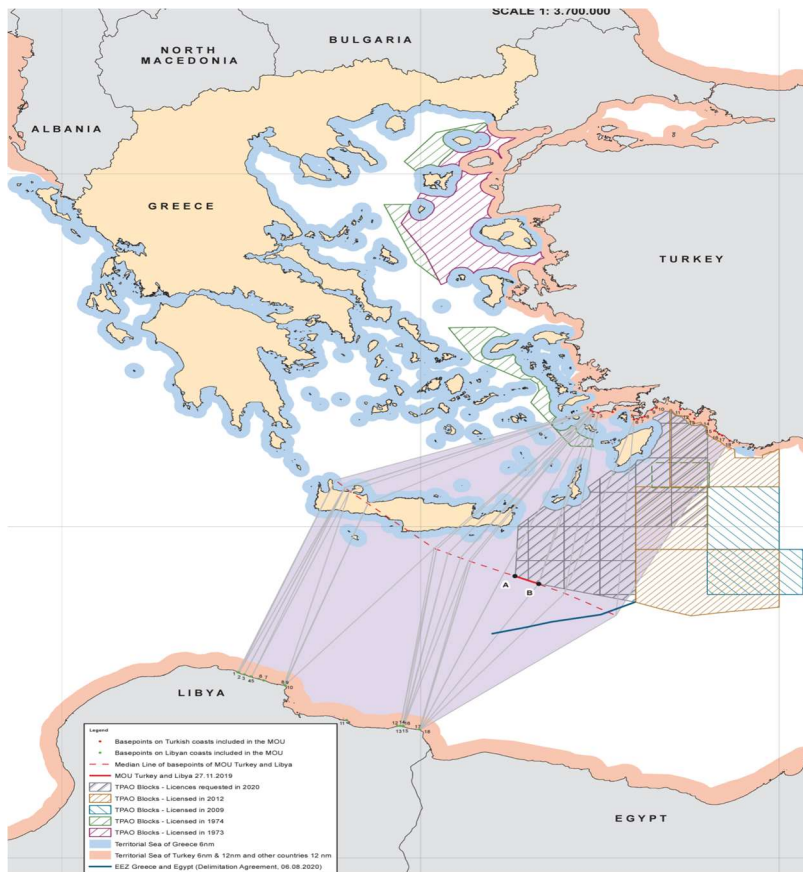 SCALE 1: 3.700.000
BULGARIA
NORTH
MACEDONIA
ALBANIA
GREECE
TURKEY
A
B
LIBYA
EGYPT
Legend
Basepoints on Turkish coasts included in the MOU
Basepoints on Libyan coasts included in the MOU
Median Line of basepoints of MOU Turkey and Libya
MOU Turkey and Libya 27.11.2019
TPAO Blocks - Licences requested in 2020
TPAO Blocks - Licensed in 2012
TPAO Blocks - Licensed in 2009
TPAO Blocks - Licensed in 1974
TPAO Blocks - Licensed in 1973
Territorial Sea of Greece 6nm
Territorial Sea of Turkey 6nm & 12nm and other countries 12 nm
EEZ Greece and Egypt (Delimitation Agreement, 06.08.2020)